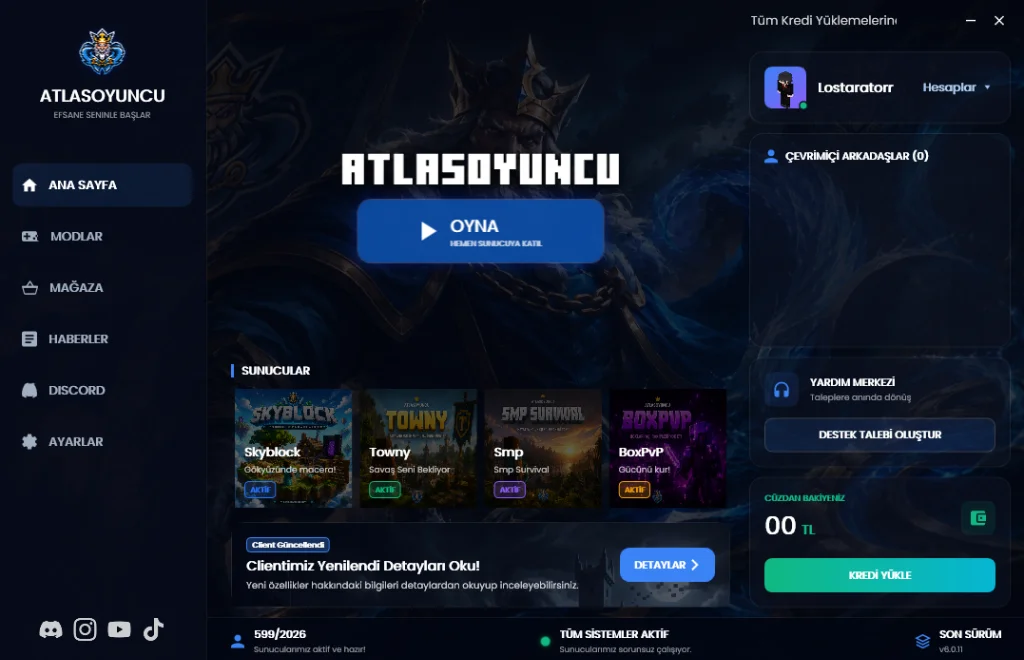 Tüm Kredi Yüklemelerin
ATLASOYUNCU
EFSANE SENİNLE BAŞLAR
ANA SAYFA
MODLAR
MAĞAZA
HABERLER
DISCORD
AYARLAR
ATLASOYUNCU
OYNA
HEMEN SUNUCUYA KATIL
SUNUCULAR
SKYBLOCK
Skyblock
Gökyüzünde macera!
AKTİF
TOWNY
Towny
Savaş Seni Bekliyor
AKTİF
SMP SURVIVAL
Smp
Smp Survival
AKTİF
BOXPVP
BoxPvP
Gücünü kur!
AKTİF
Client Güncellendi
Clientimiz Yenilendi Detayları Oku!
Yeni özellikler hakkındaki bilgileri detaylardan okuyup inceleyebilirsiniz.
DETAYLAR
Lostaratorr
Hesaplar
ÇEVRİMİÇİ ARKADAŞLAR (0)
YARDIM MERKEZİ
Taleplere anında dönüş
DESTEK TALEBİ OLUŞTUR
CÜZDAN BAKİYENİZ
00 TL
KREDİ YÜKLE
599/2026
Sunucularımız aktif ve hazır!
TÜM SİSTEMLER AKTİF
Sunucularımız sorunsuz çalışıyor.
SON SÜRÜM
v6.0.11